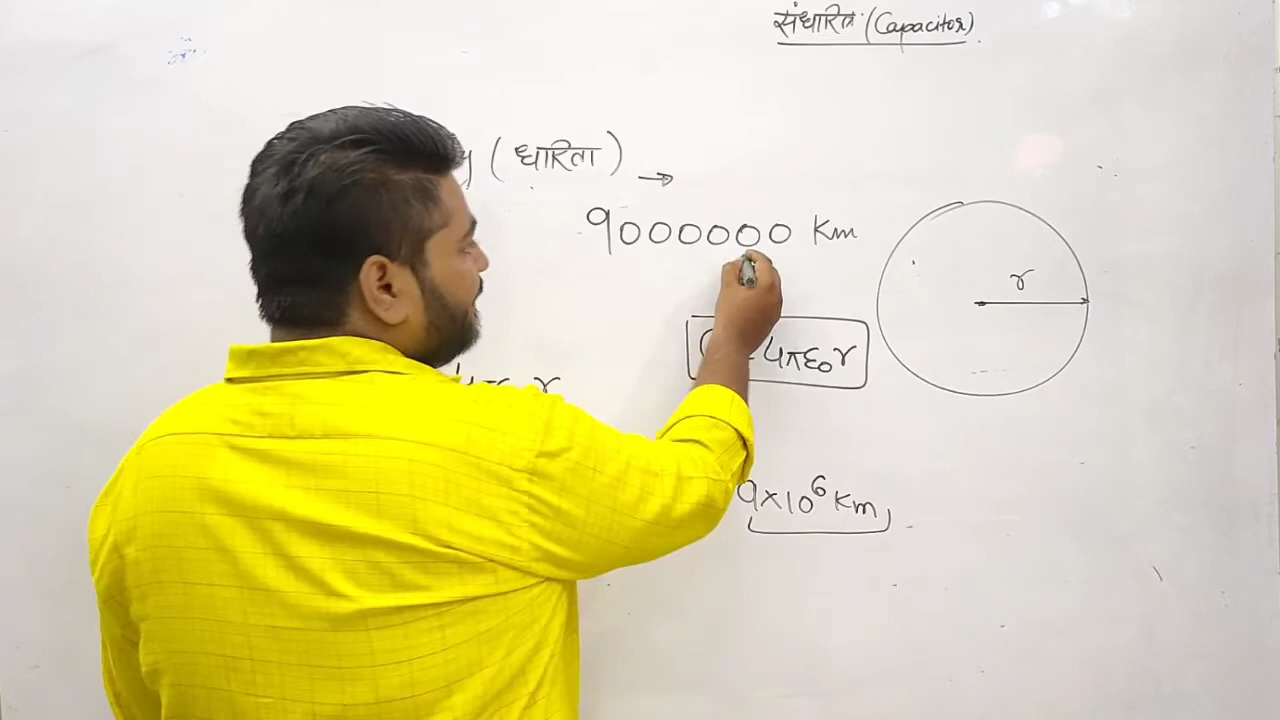 संधारित्र (Capacitor)
(धारिता) →
9000000 Km
r
4πε₀r
9×10⁶ Km